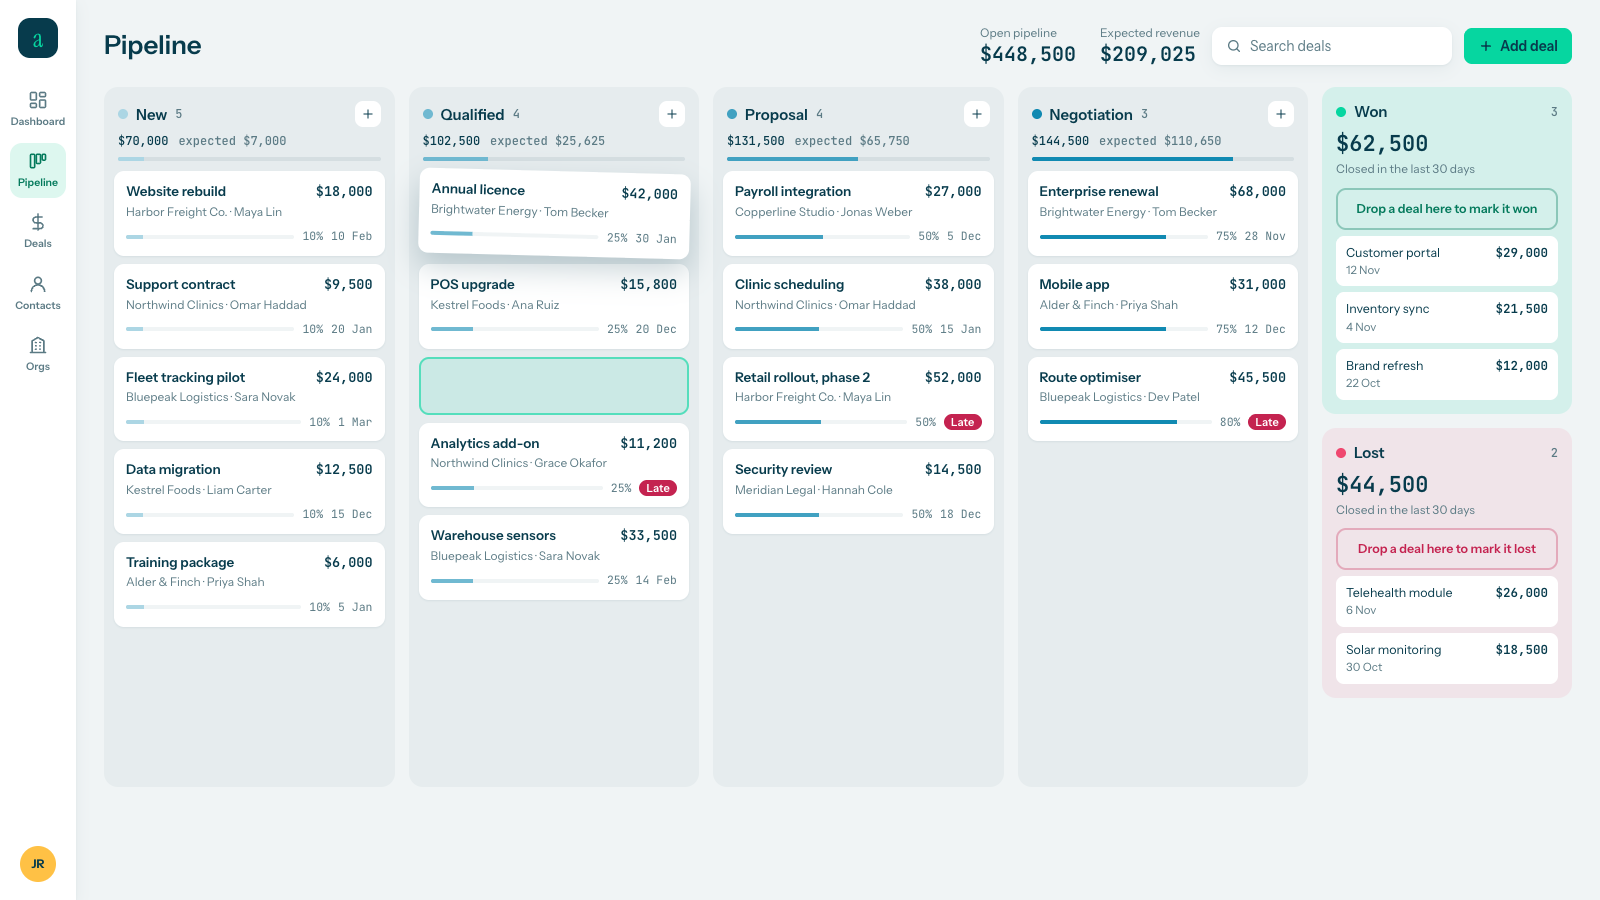 a
Dashboard
Pipeline
Deals
Contacts
Orgs
JR
Pipeline
Open pipeline
$448,500
Expected revenue
$209,025
Search deals
+ Add deal
New 5
+
$70,000 expected $7,000
Website rebuild $18,000
Harbor Freight Co. · Maya Lin
10% 10 Feb
Support contract $9,500
Northwind Clinics · Omar Haddad
10% 20 Jan
Fleet tracking pilot $24,000
Bluepeak Logistics · Sara Novak
10% 1 Mar
Data migration $12,500
Kestrel Foods · Liam Carter
10% 15 Dec
Training package $6,000
Alder & Finch · Priya Shah
10% 5 Jan
Qualified 4
+
$102,500 expected $25,625
Annual licence $42,000
Brightwater Energy · Tom Becker
25% 30 Jan
POS upgrade $15,800
Kestrel Foods · Ana Ruiz
25% 20 Dec
Analytics add-on $11,200
Northwind Clinics · Grace Okafor
25% Late
Warehouse sensors $33,500
Bluepeak Logistics · Sara Novak
25% 14 Feb
Proposal 4
+
$131,500 expected $65,750
Payroll integration $27,000
Copperline Studio · Jonas Weber
50% 5 Dec
Clinic scheduling $38,000
Northwind Clinics · Omar Haddad
50% 15 Jan
Retail rollout, phase 2 $52,000
Harbor Freight Co. · Maya Lin
50% Late
Security review $14,500
Meridian Legal · Hannah Cole
50% 18 Dec
Negotiation 3
+
$144,500 expected $110,650
Enterprise renewal $68,000
Brightwater Energy · Tom Becker
75% 28 Nov
Mobile app $31,000
Alder & Finch · Priya Shah
75% 12 Dec
Route optimiser $45,500
Bluepeak Logistics · Dev Patel
80% Late
Won 3
$62,500
Closed in the last 30 days
Drop a deal here to mark it won
Customer portal $29,000
12 Nov
Inventory sync $21,500
4 Nov
Brand refresh $12,000
22 Oct
Lost 2
$44,500
Closed in the last 30 days
Drop a deal here to mark it lost
Telehealth module $26,000
6 Nov
Solar monitoring $18,500
30 Oct